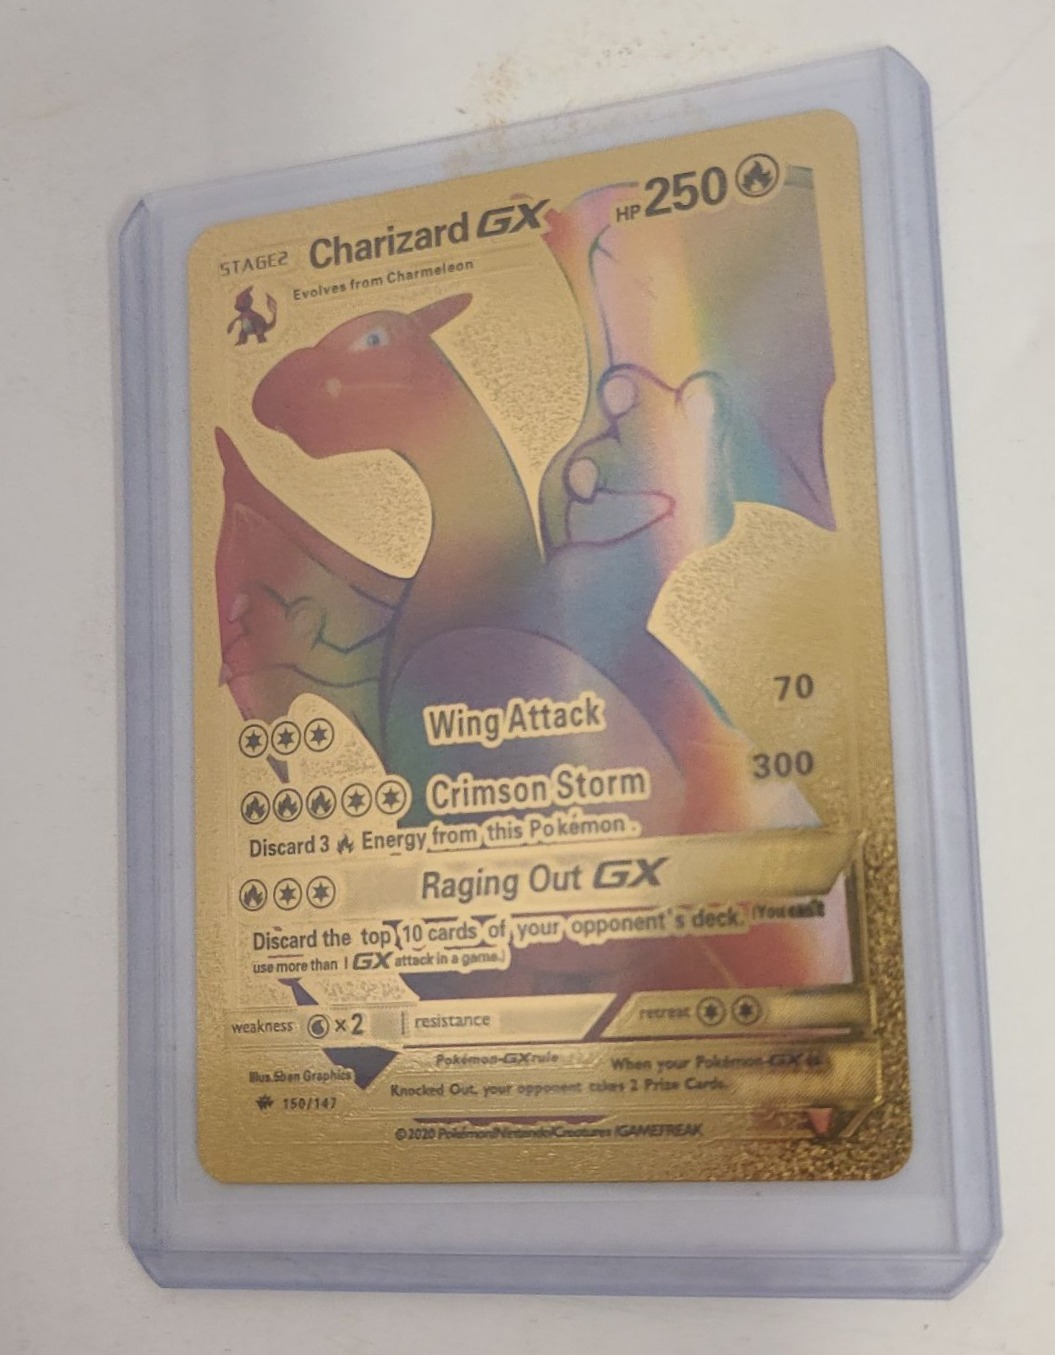 STAGE2 Charizard GX HP 250
Evolves from Charmeleon
Wing Attack 70
Crimson Storm 300
Discard 3 Energy from this Pokémon.
Raging Out GX
Discard the top 10 cards of your opponent's deck. (You can't
use more than 1 GX attack in a game.)
weakness ×2 resistance retreat
Pokémon-GX rule When your Pokémon-GX is
Knocked Out, your opponent takes 2 Prize Cards.
Illus. 5ban Graphics
150/147
©2020 Pokémon/Nintendo/Creatures /GAMEFREAK